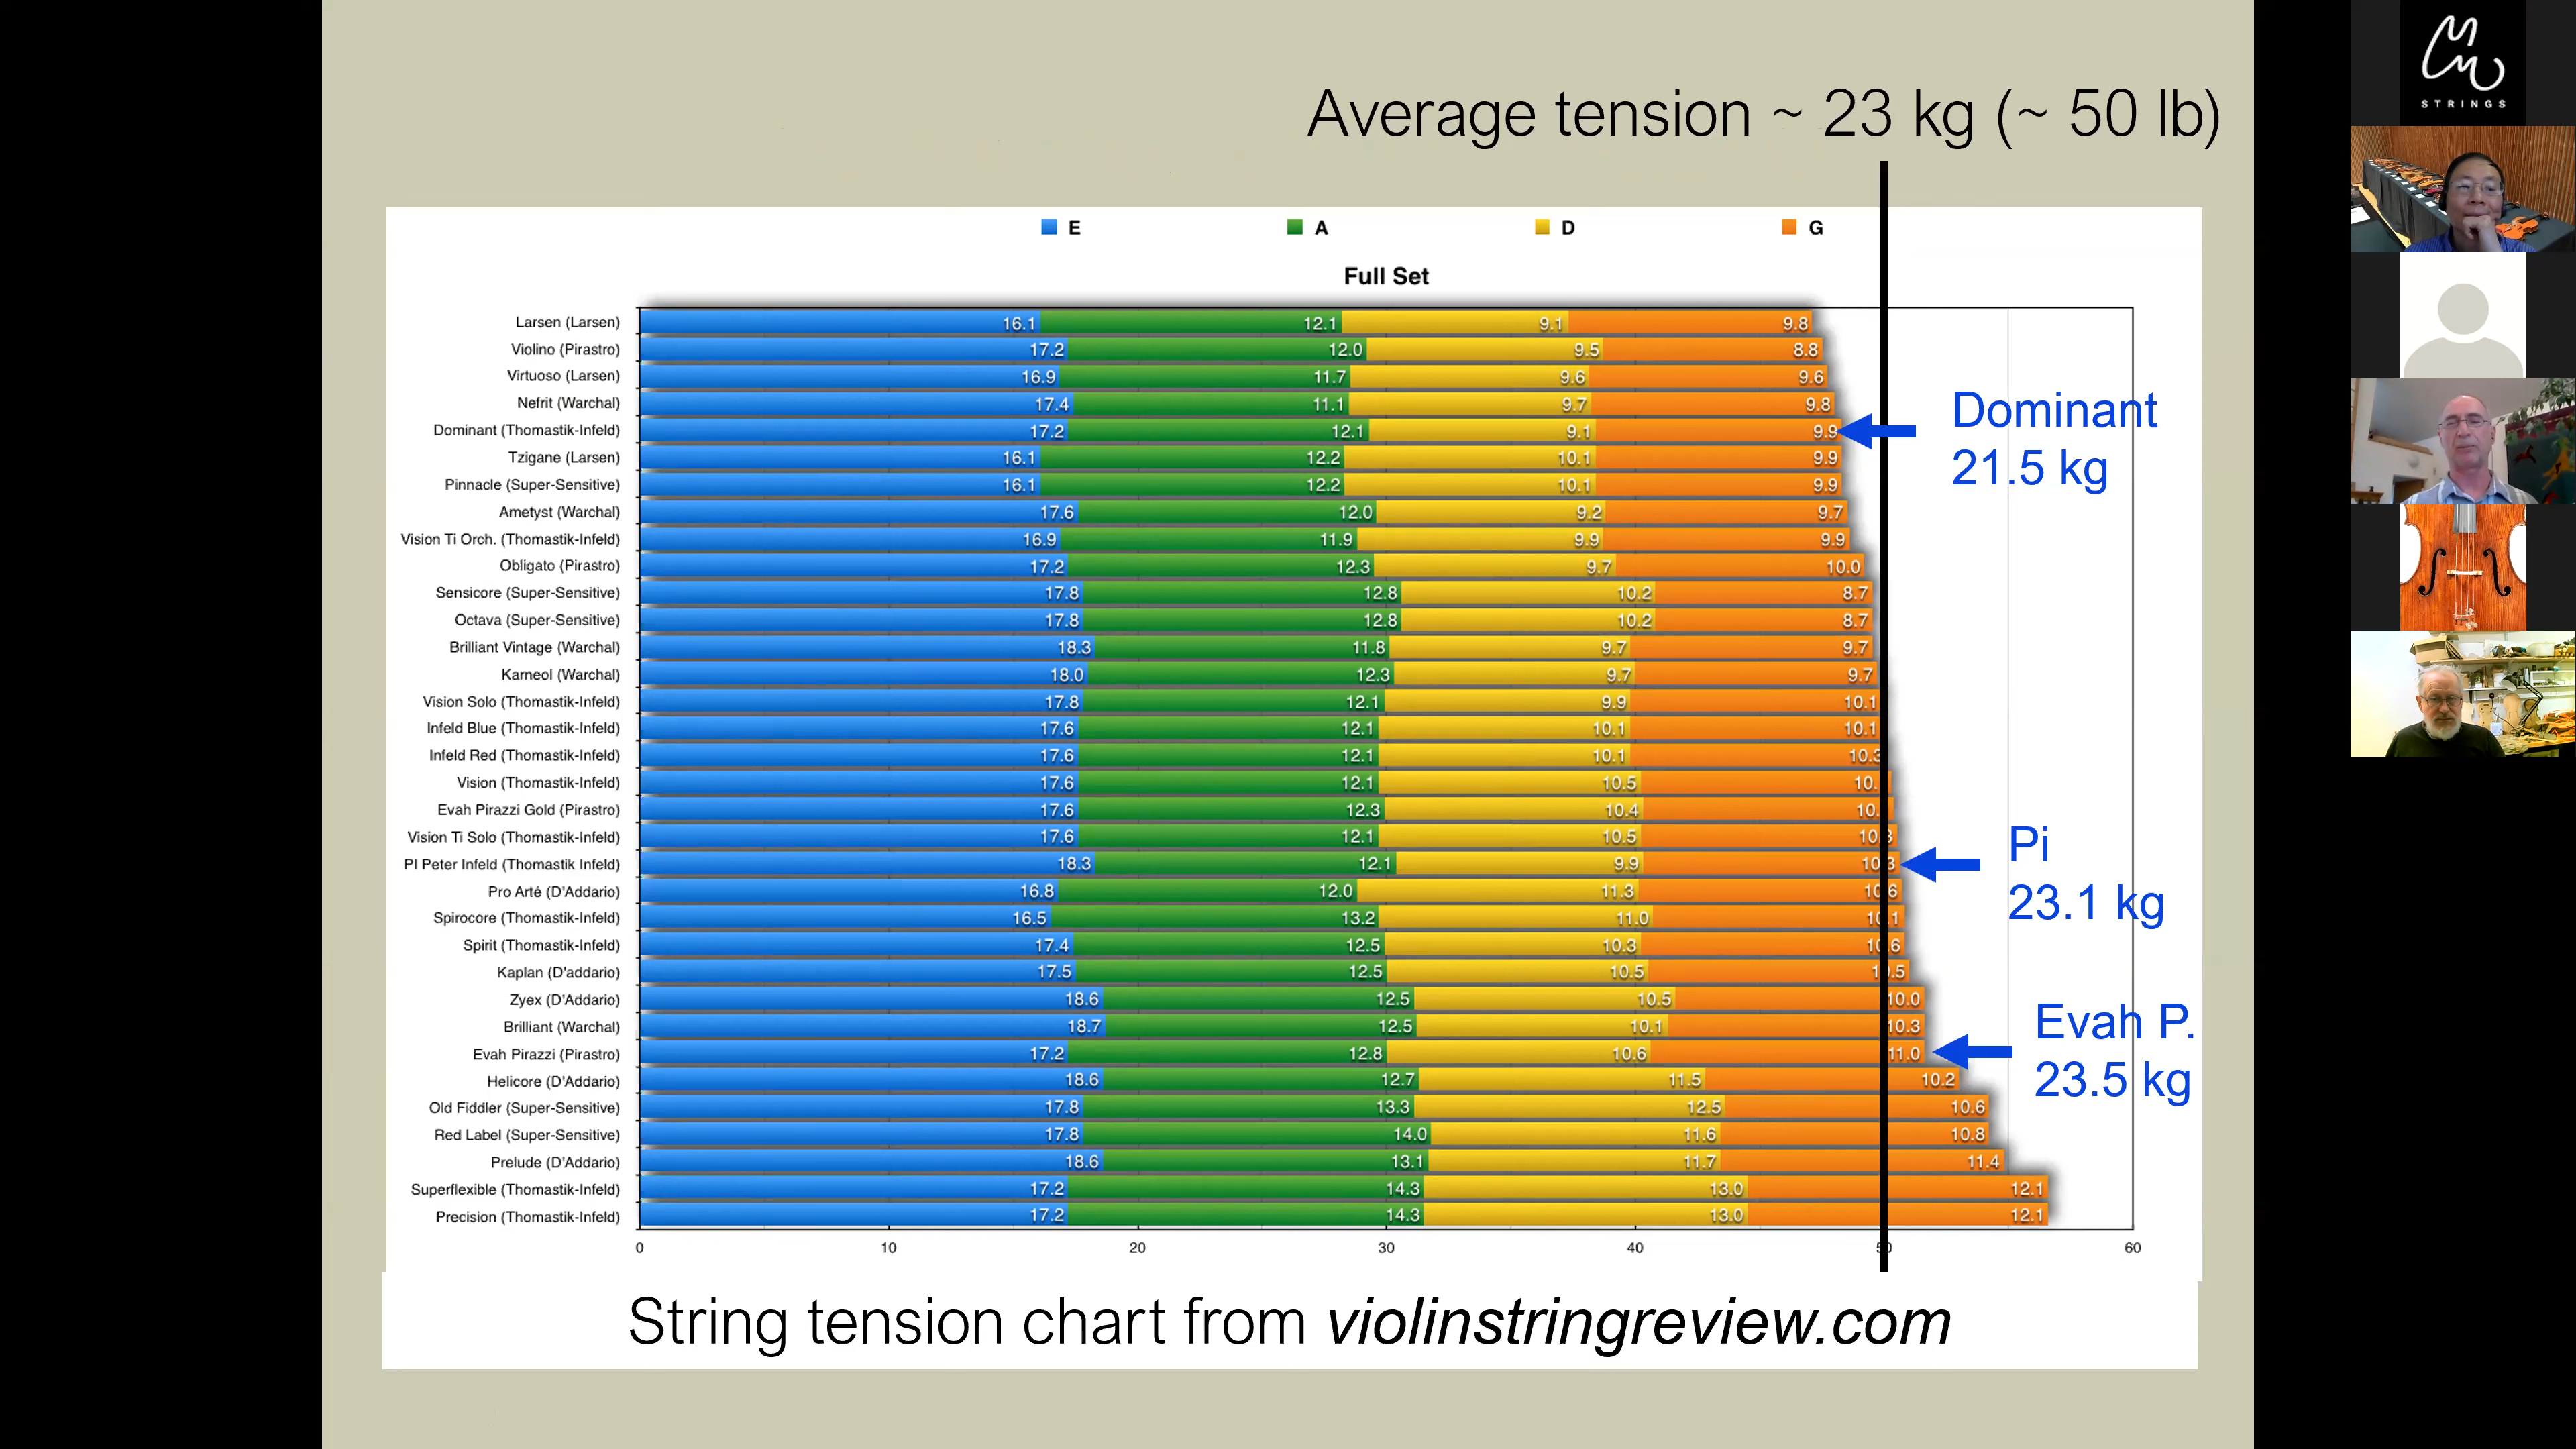 Average tension ~ 23 kg (~ 50 lb)
E A D G
Full Set
Larsen (Larsen) 16.1 12.1 9.1 9.8
Violino (Pirastro) 17.2 12.0 9.5 8.8
Virtuoso (Larsen) 16.9 11.7 9.6 9.6
Nefrit (Warchal) 17.4 11.1 9.7 9.8
Dominant (Thomastik-Infeld) 17.2 12.1 9.1 9.9
Tzigane (Larsen) 16.1 12.2 10.1 9.9
Pinnacle (Super-Sensitive) 16.1 12.2 10.1 9.9
Ametyst (Warchal) 17.6 12.0 9.2 9.7
Vision Ti Orch. (Thomastik-Infeld) 16.9 11.9 9.9 9.9
Obligato (Pirastro) 17.2 12.3 9.7 10.0
Sensicore (Super-Sensitive) 17.8 12.8 10.2 8.7
Octava (Super-Sensitive) 17.8 12.8 10.2 8.7
Brilliant Vintage (Warchal) 18.3 11.8 9.7 9.7
Karneol (Warchal) 18.0 12.3 9.7 9.7
Vision Solo (Thomastik-Infeld) 17.8 12.1 9.9 10.1
Infeld Blue (Thomastik-Infeld) 17.6 12.1 10.1 10.1
Infeld Red (Thomastik-Infeld) 17.6 12.1 10.1 10.3
Vision (Thomastik-Infeld) 17.6 12.1 10.5 10.
Evah Pirazzi Gold (Pirastro) 17.6 12.3 10.4 10.
Vision Ti Solo (Thomastik-Infeld) 17.6 12.1 10.5 10.3
PI Peter Infeld (Thomastik Infeld) 18.3 12.1 9.9 10.3
Pro Arté (D'Addario) 16.8 12.0 11.3 10.6
Spirocore (Thomastik-Infeld) 16.5 13.2 11.0 10.1
Spirit (Thomastik-Infeld) 17.4 12.5 10.3 10.6
Kaplan (D'addario) 17.5 12.5 10.5 10.5
Zyex (D'Addario) 18.6 12.5 10.5 10.0
Brilliant (Warchal) 18.7 12.5 10.1 10.3
Evah Pirazzi (Pirastro) 17.2 12.8 10.6 11.0
Helicore (D'Addario) 18.6 12.7 11.5 10.2
Old Fiddler (Super-Sensitive) 17.8 13.3 12.5 10.6
Red Label (Super-Sensitive) 17.8 14.0 11.6 10.8
Prelude (D'Addario) 18.6 13.1 11.7 11.4
Superflexible (Thomastik-Infeld) 17.2 14.3 13.0 12.1
Precision (Thomastik-Infeld) 17.2 14.3 13.0 12.1
0 10 20 30 40 50 60
Dominant
21.5 kg
Pi
23.1 kg
Evah P.
23.5 kg
String tension chart from violinstringreview.com
STRINGS